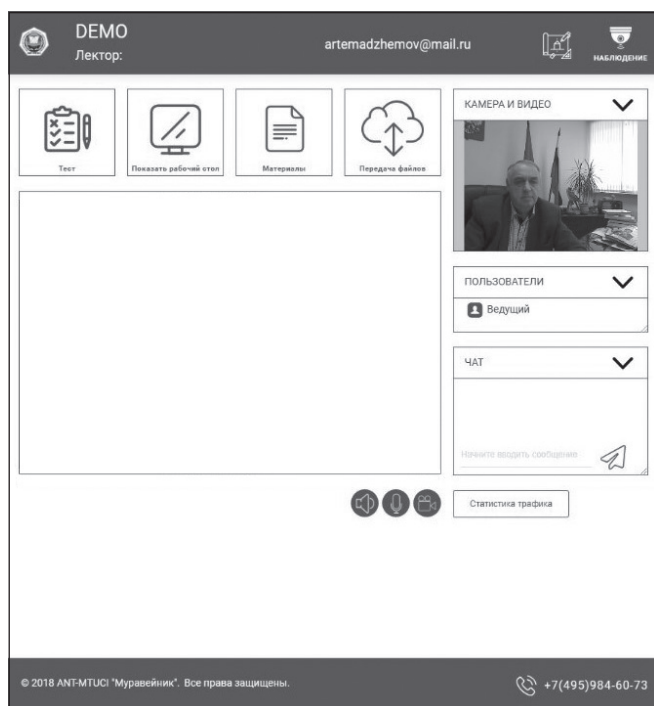 DEMO
Лектор:
artemadzhemov@mail.ru
НАБЛЮДЕНИЕ
Тест
Показать рабочий стол
Материалы
Передача файлов
КАМЕРА И ВИДЕО
ПОЛЬЗОВАТЕЛИ
Ведущий
ЧАТ
Начните вводить сообщение
Статистика трафика
© 2018 ANT-MTUCI "Муравейник". Все права защищены.
+7(495)984-60-73